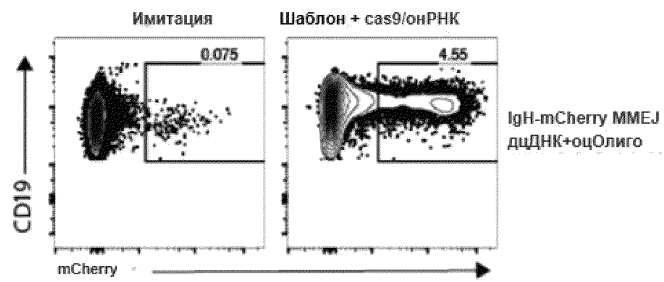 Имитация
Шаблон + cas9/онРНК
0.075
4.55
CD19
IgH-mCherry MMEJ
дцДНК+оцОлиго
mCherry